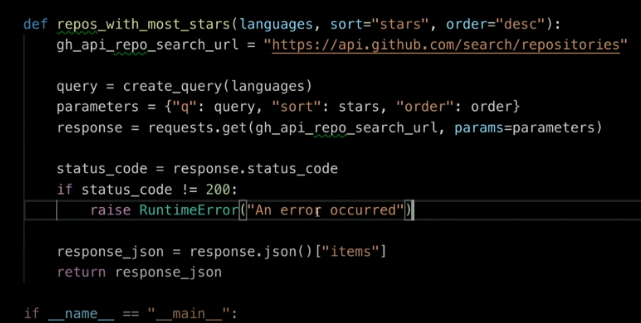 def repos_with_most_stars(languages, sort="stars", order="desc"):
    gh_api_repo_search_url = "https://api.github.com/search/repositories"

    query = create_query(languages)
    parameters = {"q": query, "sort": stars, "order": order}
    response = requests.get(gh_api_repo_search_url, params=parameters)

    status_code = response.status_code
    if status_code != 200:
        raise RuntimeError("An error occurred")

    response_json = response.json()["items"]
    return response_json

if __name__ == "__main__":